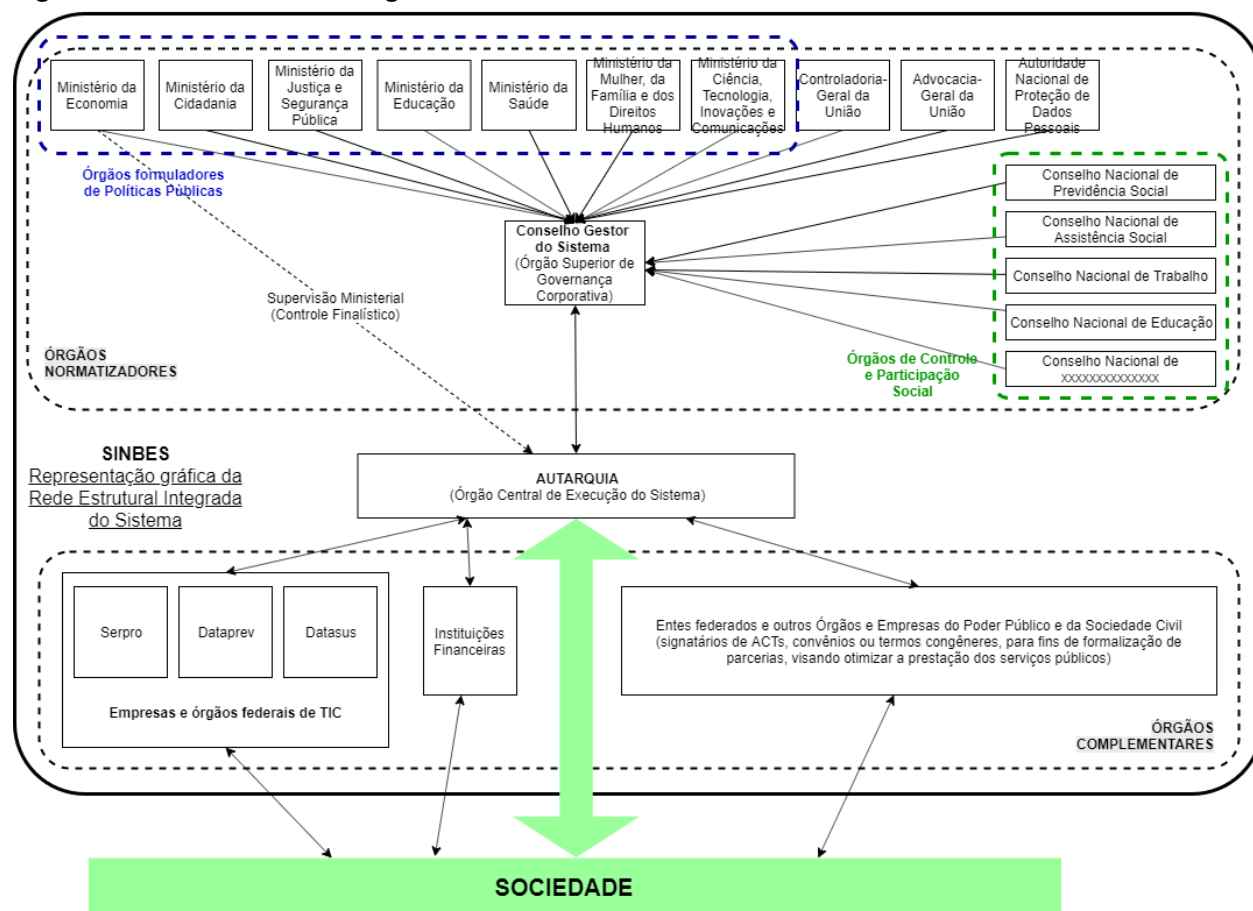 Ministério da
Economia
Ministério da
Cidadania
Ministério da
Justiça e
Segurança
Pública
Ministério da
Educação
Ministério da
Saúde
Ministério da
Mulher, da
Família e dos
Direitos
Humanos
Ministério da
Ciência,
Tecnologia,
Inovações e
Comunicações
Controladoria-
Geral da
União
Advocacia-
Geral da
União
Autoridade
Nacional de
Proteção de
Dados
Pessoais
Órgãos formuladores
de Políticas Públicas
Conselho Nacional de
Previdência Social
Conselho Nacional de
Assistência Social
Conselho Nacional de Trabalho
Conselho Nacional de Educação
Conselho Nacional de
xxxxxxxxxxxxxx
Conselho Gestor
do Sistema
(Órgão Superior de
Governança
Corporativa)
Supervisão Ministerial
(Controle Finalístico)
Órgãos de Controle
e Participação
Social
ÓRGÃOS
NORMATIZADORES
SINBES
Representação gráfica da
Rede Estrutural Integrada
do Sistema
AUTARQUIA
(Órgão Central de Execução do Sistema)
Serpro
Dataprev
Datasus
Empresas e órgãos federais de TIC
Instituições
Financeiras
Entes federados e outros Órgãos e Empresas do Poder Público e da Sociedade Civil
(signatários de ACTs, convênios ou termos congêneres, para fins de formalização de
parcerias, visando otimizar a prestação dos serviços públicos)
ÓRGÃOS
COMPLEMENTARES
SOCIEDADE